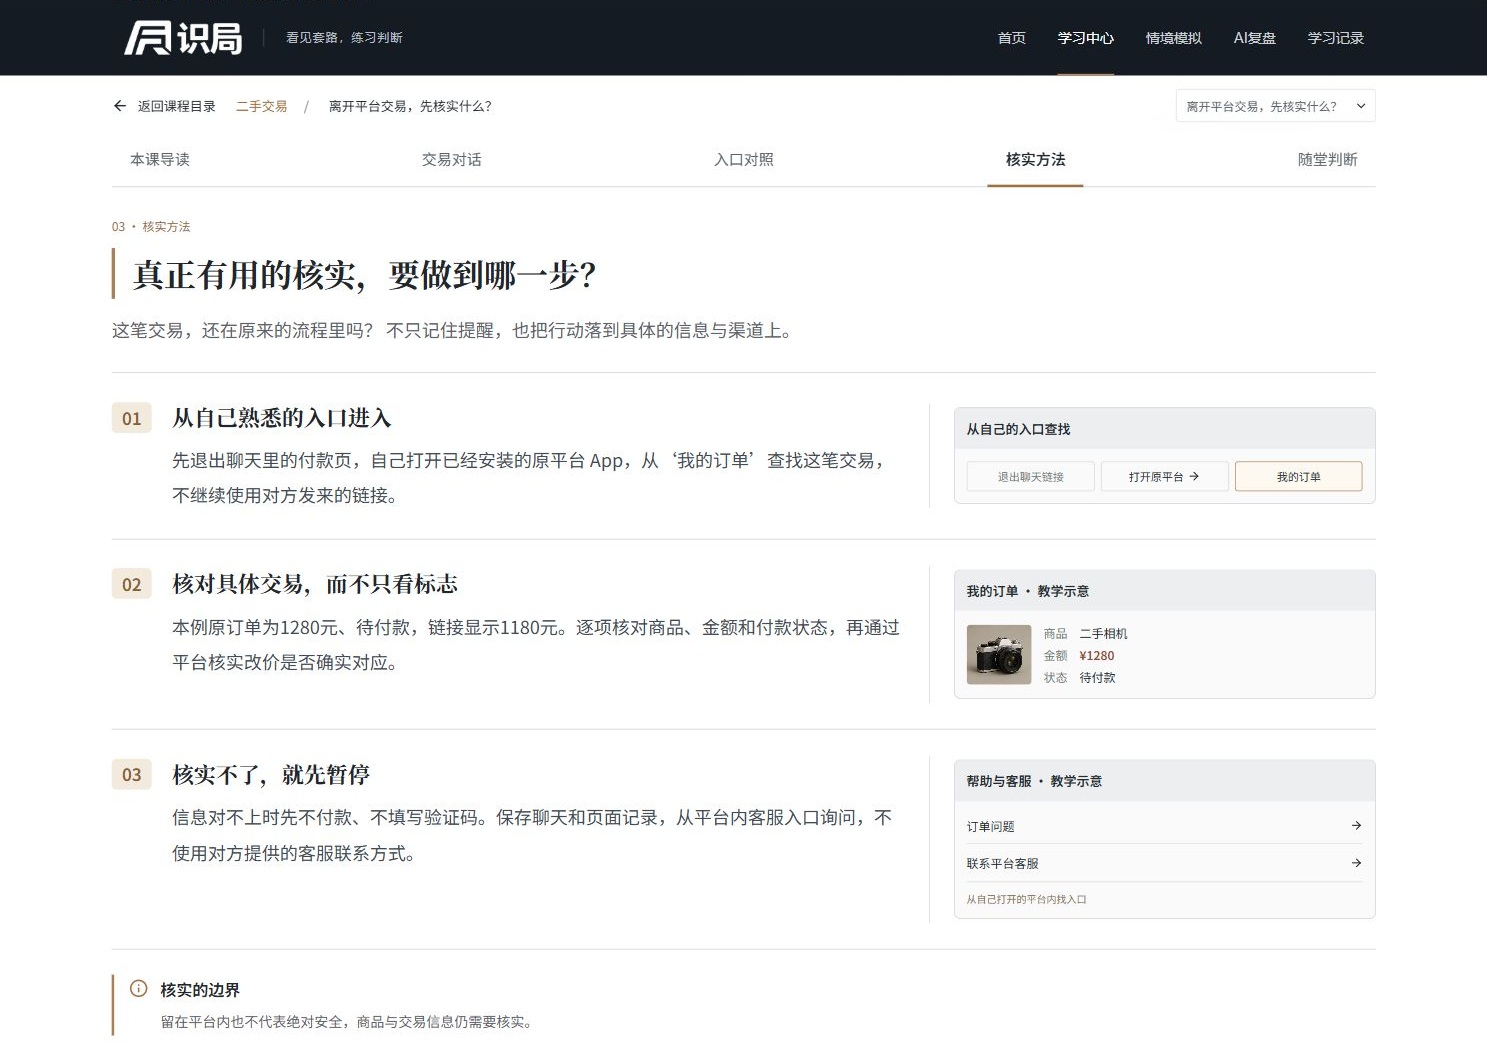 识局
看见套路，练习判断
首页
学习中心
情境模拟
AI复盘
学习记录
返回课程目录
二手交易 / 离开平台交易，先核实什么？
离开平台交易，先核实什么？
本课导读
交易对话
入口对照
核实方法
随堂判断
03 · 核实方法
真正有用的核实，要做到哪一步？
这笔交易，还在原来的流程里吗？ 不只记住提醒，也把行动落到具体的信息与渠道上。
01
从自己熟悉的入口进入
先退出聊天里的付款页，自己打开已经安装的原平台 App，从‘我的订单’查找这笔交易，
不继续使用对方发来的链接。
从自己的入口查找
退出聊天链接
打开原平台 →
我的订单
02
核对具体交易，而不只看标志
本例原订单为1280元、待付款，链接显示1180元。逐项核对商品、金额和付款状态，再通过
平台核实改价是否确实对应。
我的订单 · 教学示意
商品 二手相机
金额 ¥1280
状态 待付款
03
核实不了，就先暂停
信息对不上时先不付款、不填写验证码。保存聊天和页面记录，从平台内客服入口询问，不
使用对方提供的客服联系方式。
帮助与客服 · 教学示意
订单问题
联系平台客服
从自己打开的平台内找入口
核实的边界
留在平台内也不代表绝对安全，商品与交易信息仍需要核实。